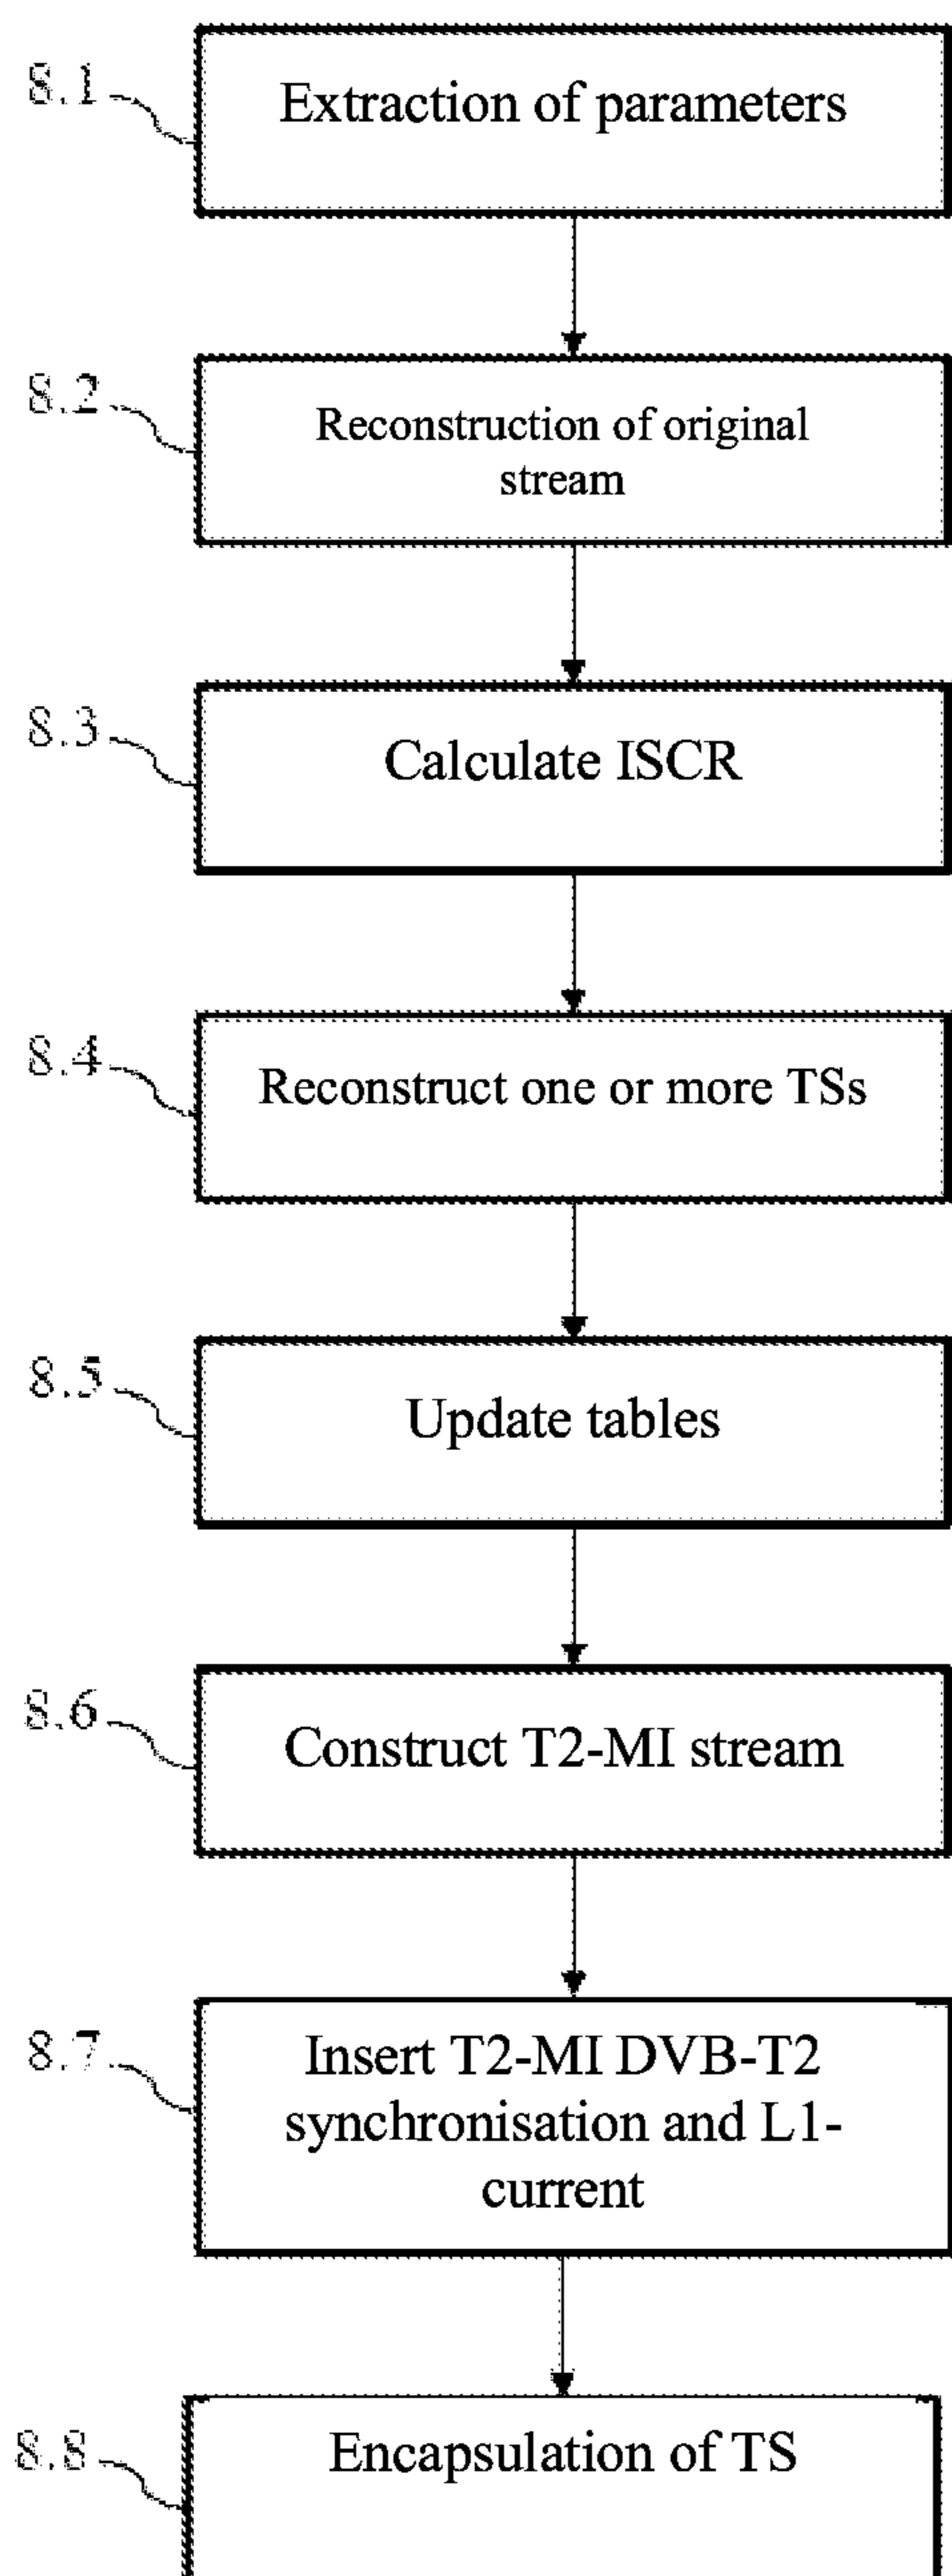 8.1
Extraction of parameters
8.2
Reconstruction of original
stream
8.3
Calculate ISCR
8.4
Reconstruct one or more TSs
8.5
Update tables
8.6
Construct T2-MI stream
8.7
Insert T2-MI DVB-T2
synchronisation and L1-
current
8.8
Encapsulation of TS